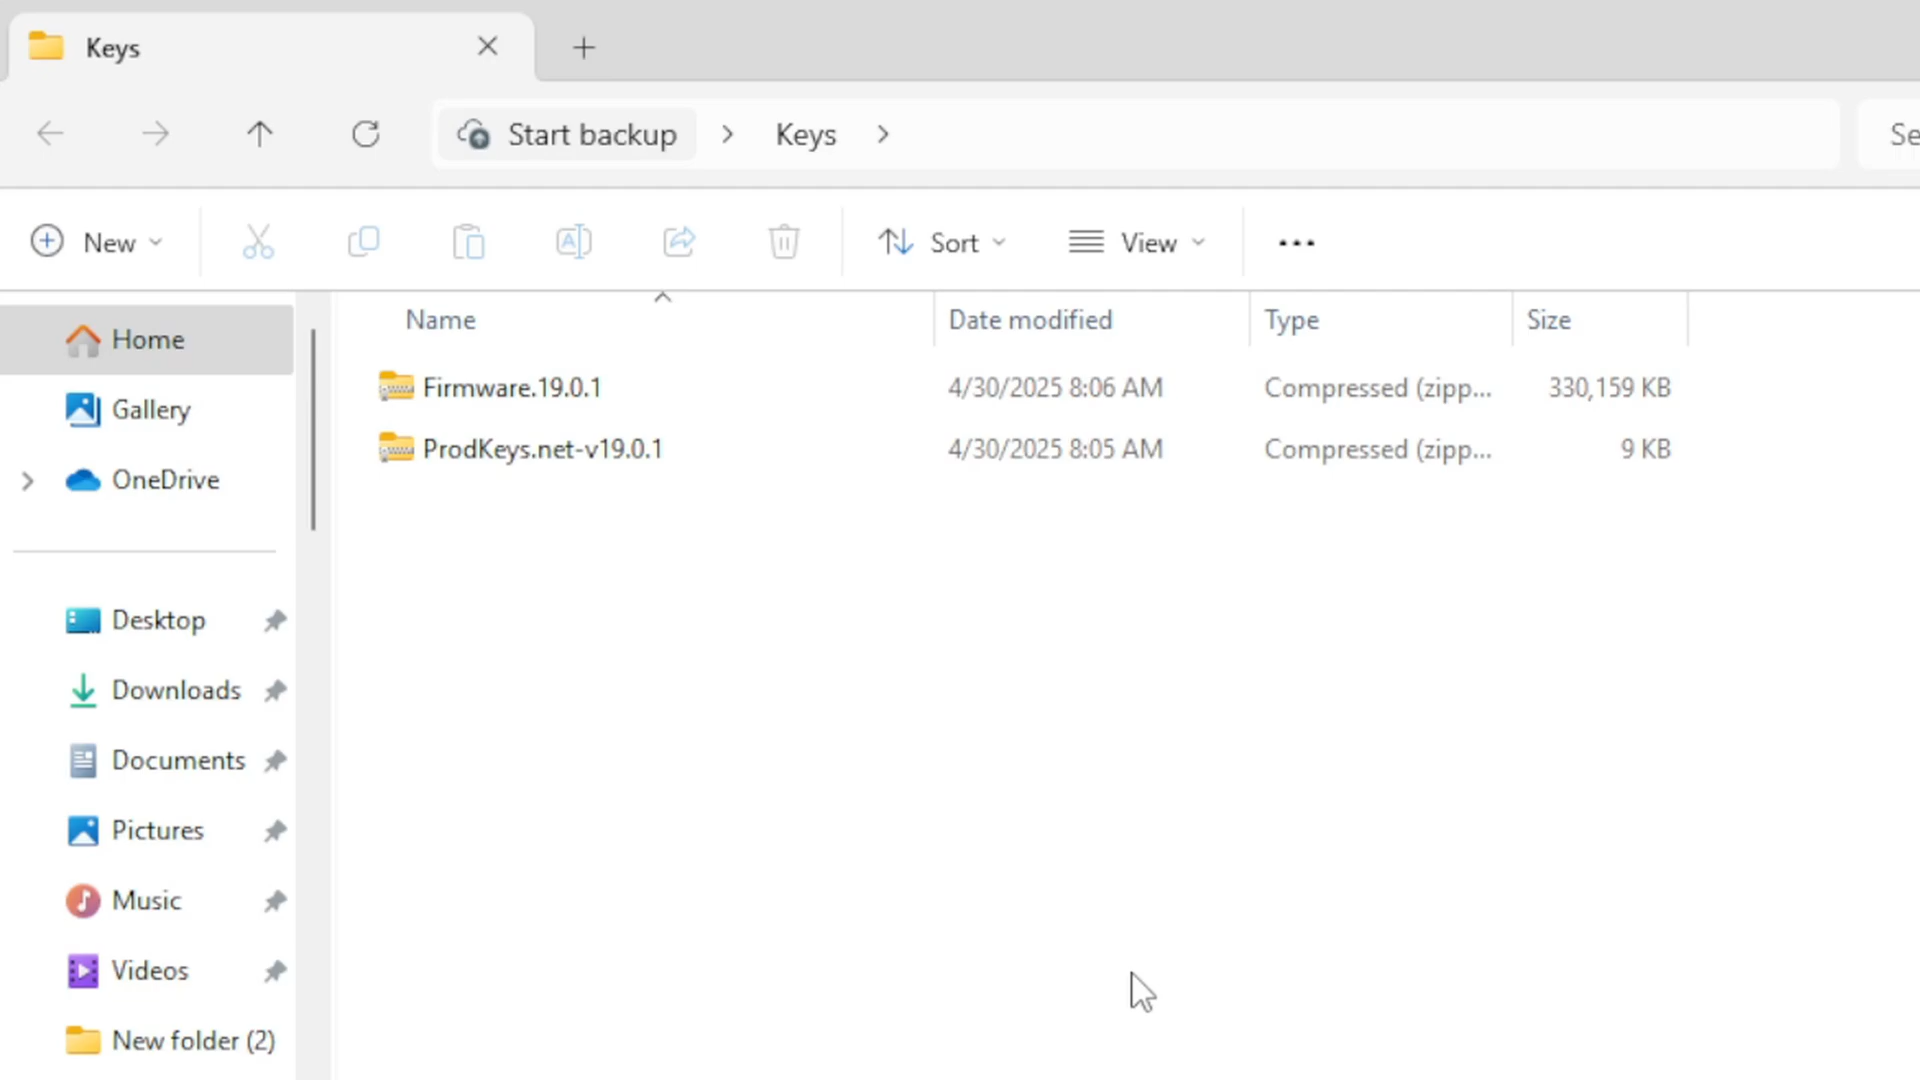 Keys
Start backup Keys Se
New Sort View
Name Date modified Type Size
Firmware.19.0.1 4/30/2025 8:06 AM Compressed (zipp... 330,159 KB
ProdKeys.net-v19.0.1 4/30/2025 8:05 AM Compressed (zipp... 9 KB
Home
Gallery
OneDrive
Desktop
Downloads
Documents
Pictures
Music
Videos
New folder (2)